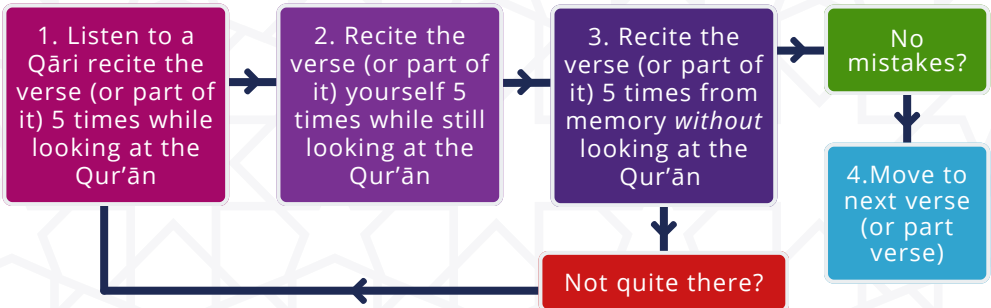 1. Listen to a
Qāri recite the
verse (or part of
it) 5 times while
looking at the
Qur’ān
2. Recite the
verse (or part of
it) yourself 5
times while still
looking at the
Qur’ān
3. Recite the
verse (or part of
it) 5 times from
memory without
looking at the
Qur’ān
No
mistakes?
4.Move to
next verse
(or part
verse)
Not quite there?